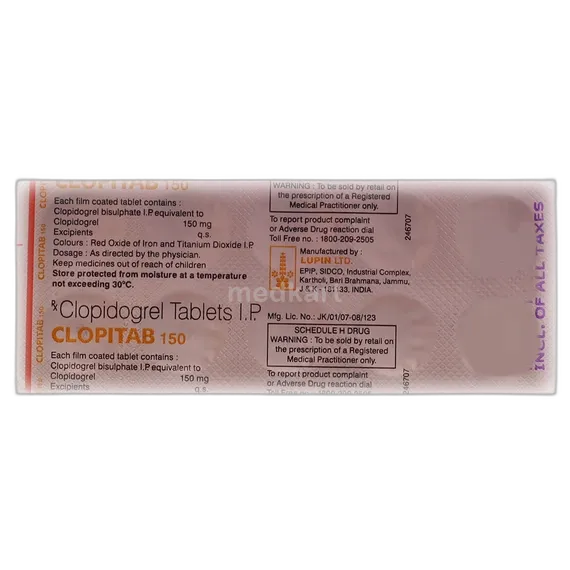 CLOPITAB 150
Each film coated tablet contains :
Clopidogrel bisulphate I.P. equivalent to
Clopidogrel 150 mg
Excipients q.s.
Colours : Red Oxide of Iron and Titanium Dioxide I.P.
Dosage : As directed by the physician.
Keep medicines out of reach of children
Store protected from moisture at a temperature
not exceeding 30°C.
Rx Clopidogrel Tablets I.P.
CLOPITAB 150
Each film coated tablet contains :
Clopidogrel bisulphate I.P. equivalent to
Clopidogrel 150 mg
Excipients q.s.
WARNING : To be sold by retail on
the prescription of a Registered
Medical Practitioner only.
To report product complaint
or Adverse Drug reaction dial
Toll Free no. : 1800-209-2505
Manufactured by :
LUPIN LTD.
EPIP, SIDCO, Industrial Complex,
Kartholi, Bari Brahmana, Jammu,
J & K - 181133, INDIA.
Mfg. Lic. No.: JK/01/07-08/123
SCHEDULE H DRUG
WARNING : To be sold by retail on
the prescription of a Registered
Medical Practitioner only.
To report product complaint
or Adverse Drug reaction dial
246707
246707
CLOPITAB 150
CLOPITAB 150
INCL. OF ALL TAXES
medkart